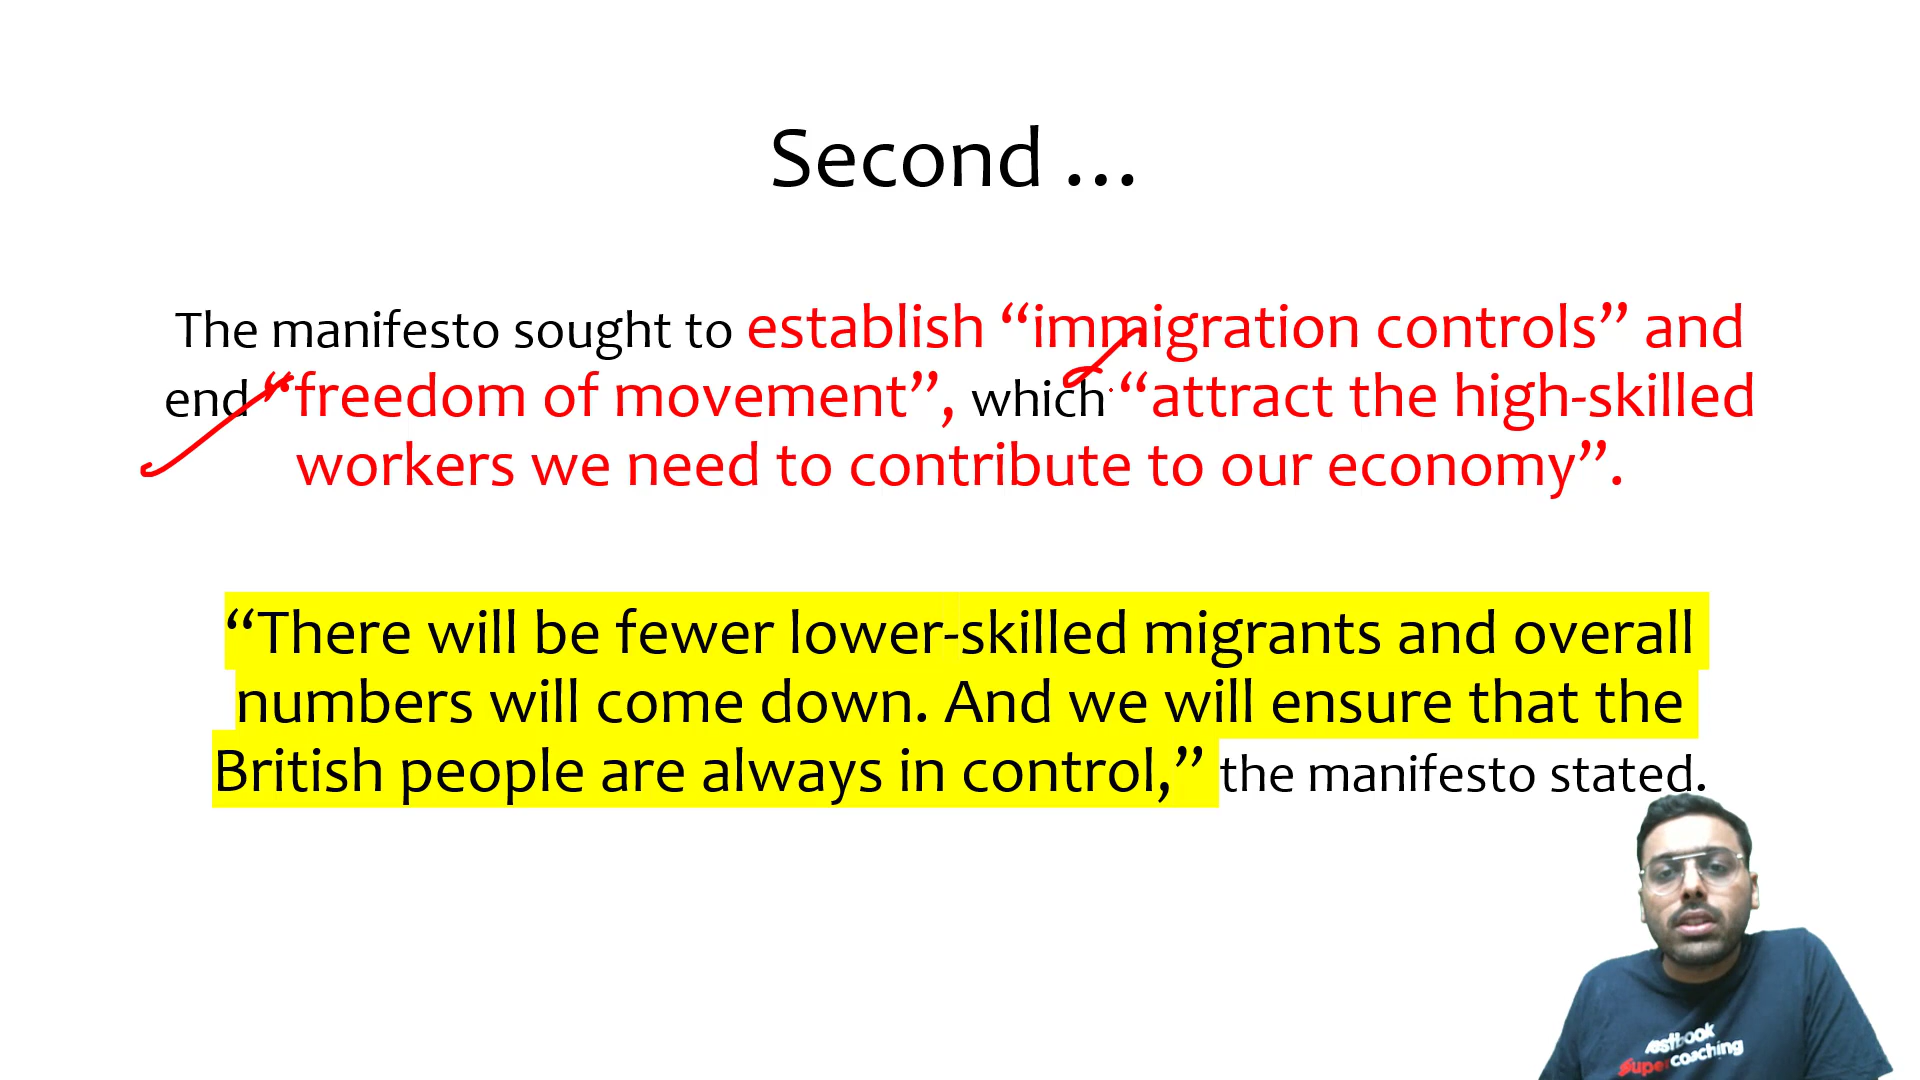 Second ...
The manifesto sought to establish “immigration controls” and
end “freedom of movement”, which “attract the high-skilled
workers we need to contribute to our economy”.
“There will be fewer lower-skilled migrants and overall
numbers will come down. And we will ensure that the
British people are always in control,” the manifesto stated.
testbook
Supercoaching